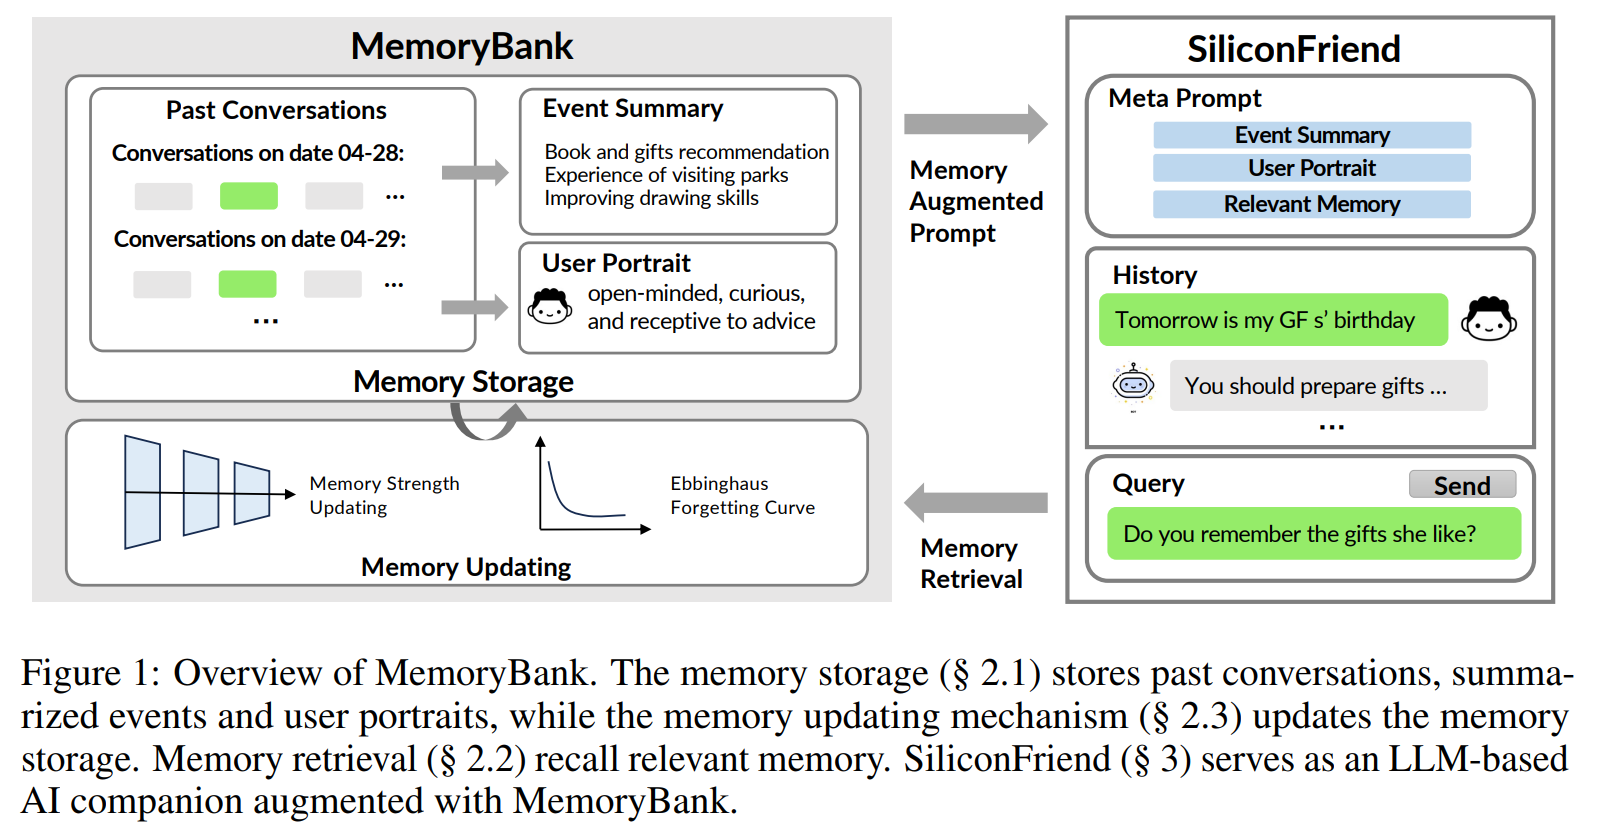 MemoryBank
Past Conversations
Conversations on date 04-28:
...
Conversations on date 04-29:
...
...
Event Summary
Book and gifts recommendation
Experience of visiting parks
Improving drawing skills
User Portrait
open-minded, curious,
and receptive to advice
Memory Storage
Memory Strength
Updating
Ebbinghaus
Forgetting Curve
Memory Updating
Memory
Augmented
Prompt
Memory
Retrieval
SiliconFriend
Meta Prompt
Event Summary
User Portrait
Relevant Memory
History
Tomorrow is my GF s’ birthday
You should prepare gifts ...
...
Query
Send
Do you remember the gifts she like?
Figure 1: Overview of MemoryBank. The memory storage (§ 2.1) stores past conversations, summa-
rized events and user portraits, while the memory updating mechanism (§ 2.3) updates the memory
storage. Memory retrieval (§ 2.2) recall relevant memory. SiliconFriend (§ 3) serves as an LLM-based
AI companion augmented with MemoryBank.